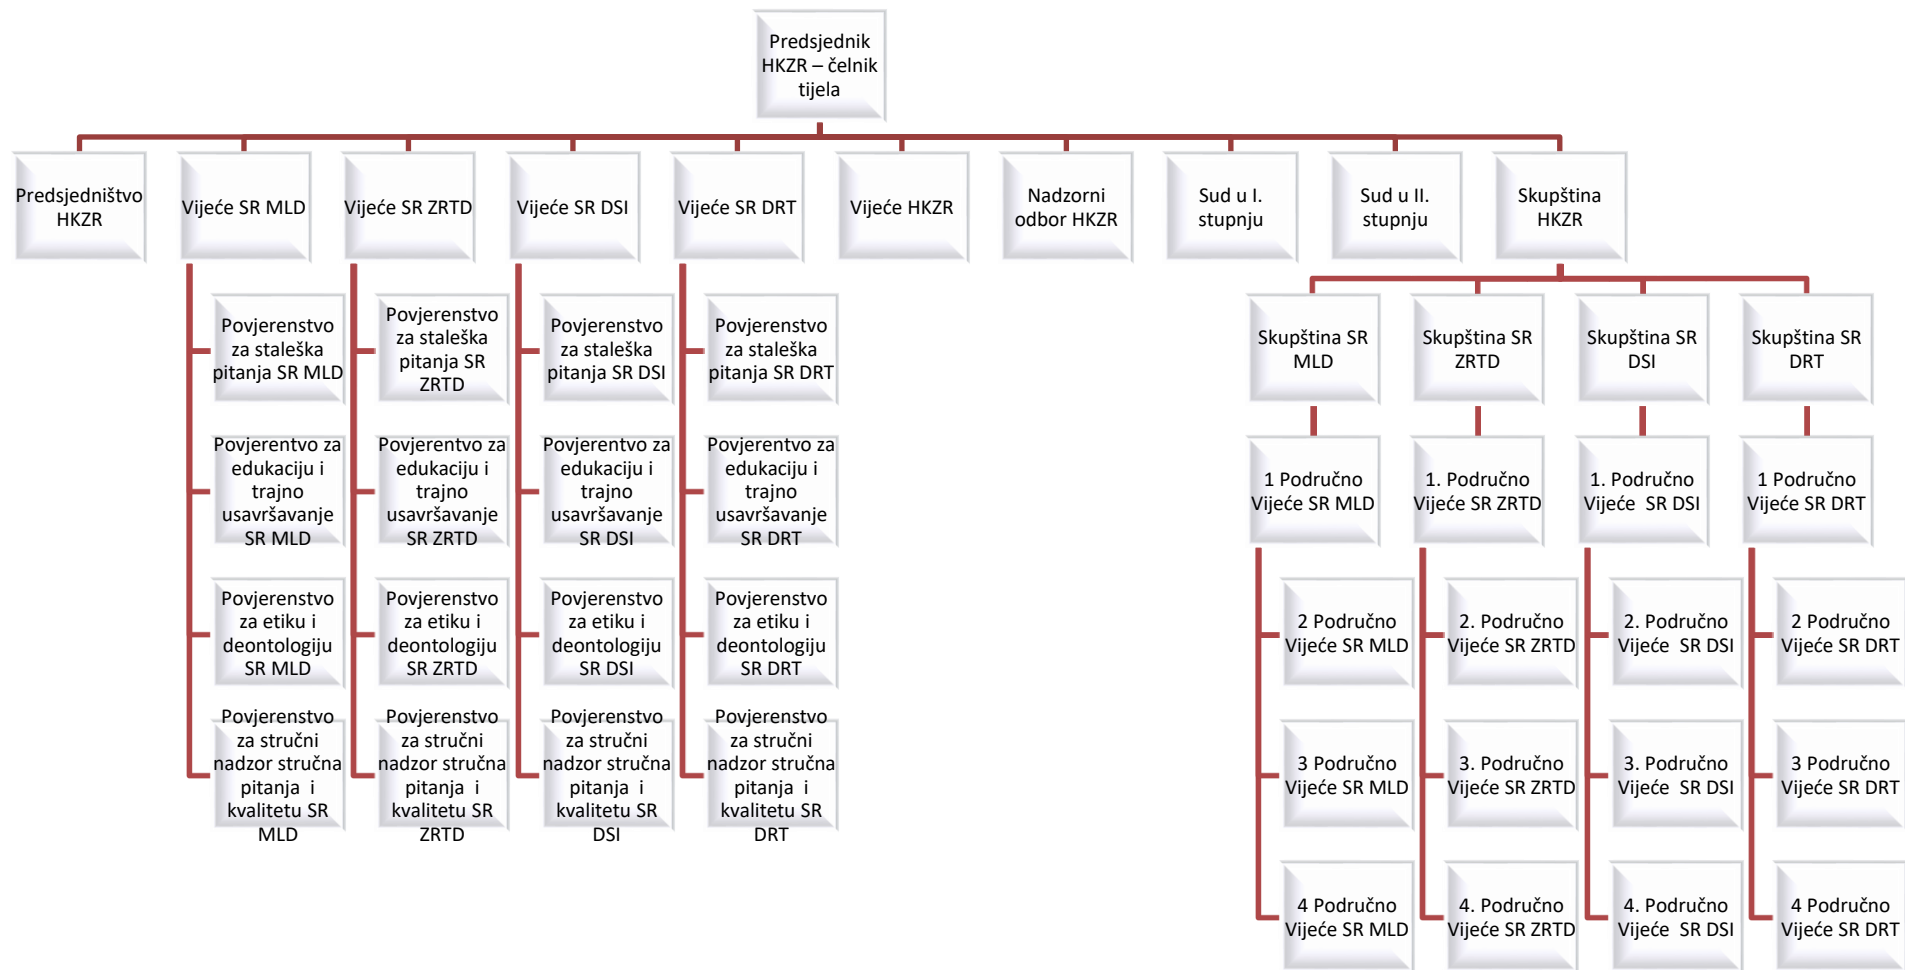 Predsjednik
HKZR – čelnik
tijela
Predsjedništvo
HKZR
Vijeće SR MLD
Vijeće SR ZRTD
Vijeće SR DSI
Vijeće SR DRT
Vijeće HKZR
Nadzorni
odbor HKZR
Sud u I.
stupnju
Sud u II.
stupnju
Skupština
HKZR
Povjerenstvo
za staleška
pitanja SR MLD
Povjerenstvo
za staleška
pitanja SR
ZRTD
Povjerenstvo
za staleška
pitanja SR DSI
Povjerenstvo
za staleška
pitanja SR DRT
Skupština SR
MLD
Skupština SR
ZRTD
Skupština SR
DSI
Skupština SR
DRT
Povjerentvo za
edukaciju i
trajno
usavršavanje
SR MLD
Povjerentvo za
edukaciju i
trajno
usavršavanje
SR ZRTD
Povjerentvo za
edukaciju i
trajno
usavršavanje
SR DSI
Povjerentvo za
edukaciju i
trajno
usavršavanje
SR DRT
1 Područno
Vijeće SR MLD
1. Područno
Vijeće SR ZRTD
1. Područno
Vijeće  SR DSI
1 Područno
Vijeće SR DRT
Povjerenstvo
za etiku i
deontologiju
SR MLD
Povjerenstvo
za etiku i
deontologiju
SR ZRTD
Povjerenstvo
za etiku i
deontologiju
SR DSI
Povjerenstvo
za etiku i
deontologiju
SR DRT
2 Područno
Vijeće SR MLD
2. Područno
Vijeće SR ZRTD
2. Područno
Vijeće  SR DSI
2 Područno
Vijeće SR DRT
Povjerenstvo
za stručni
nadzor stručna
pitanja  i
kvalitetu SR
MLD
Povjerenstvo
za stručni
nadzor stručna
pitanja  i
kvalitetu SR
ZRTD
Povjerenstvo
za stručni
nadzor stručna
pitanja  i
kvalitetu SR
DSI
Povjerenstvo
za stručni
nadzor stručna
pitanja  i
kvalitetu SR
DRT
3 Područno
Vijeće SR MLD
3. Područno
Vijeće SR ZRTD
3. Područno
Vijeće  SR DSI
3 Područno
Vijeće SR DRT
4 Područno
Vijeće SR MLD
4. Područno
Vijeće SR ZRTD
4. Područno
Vijeće  SR DSI
4 Područno
Vijeće SR DRT